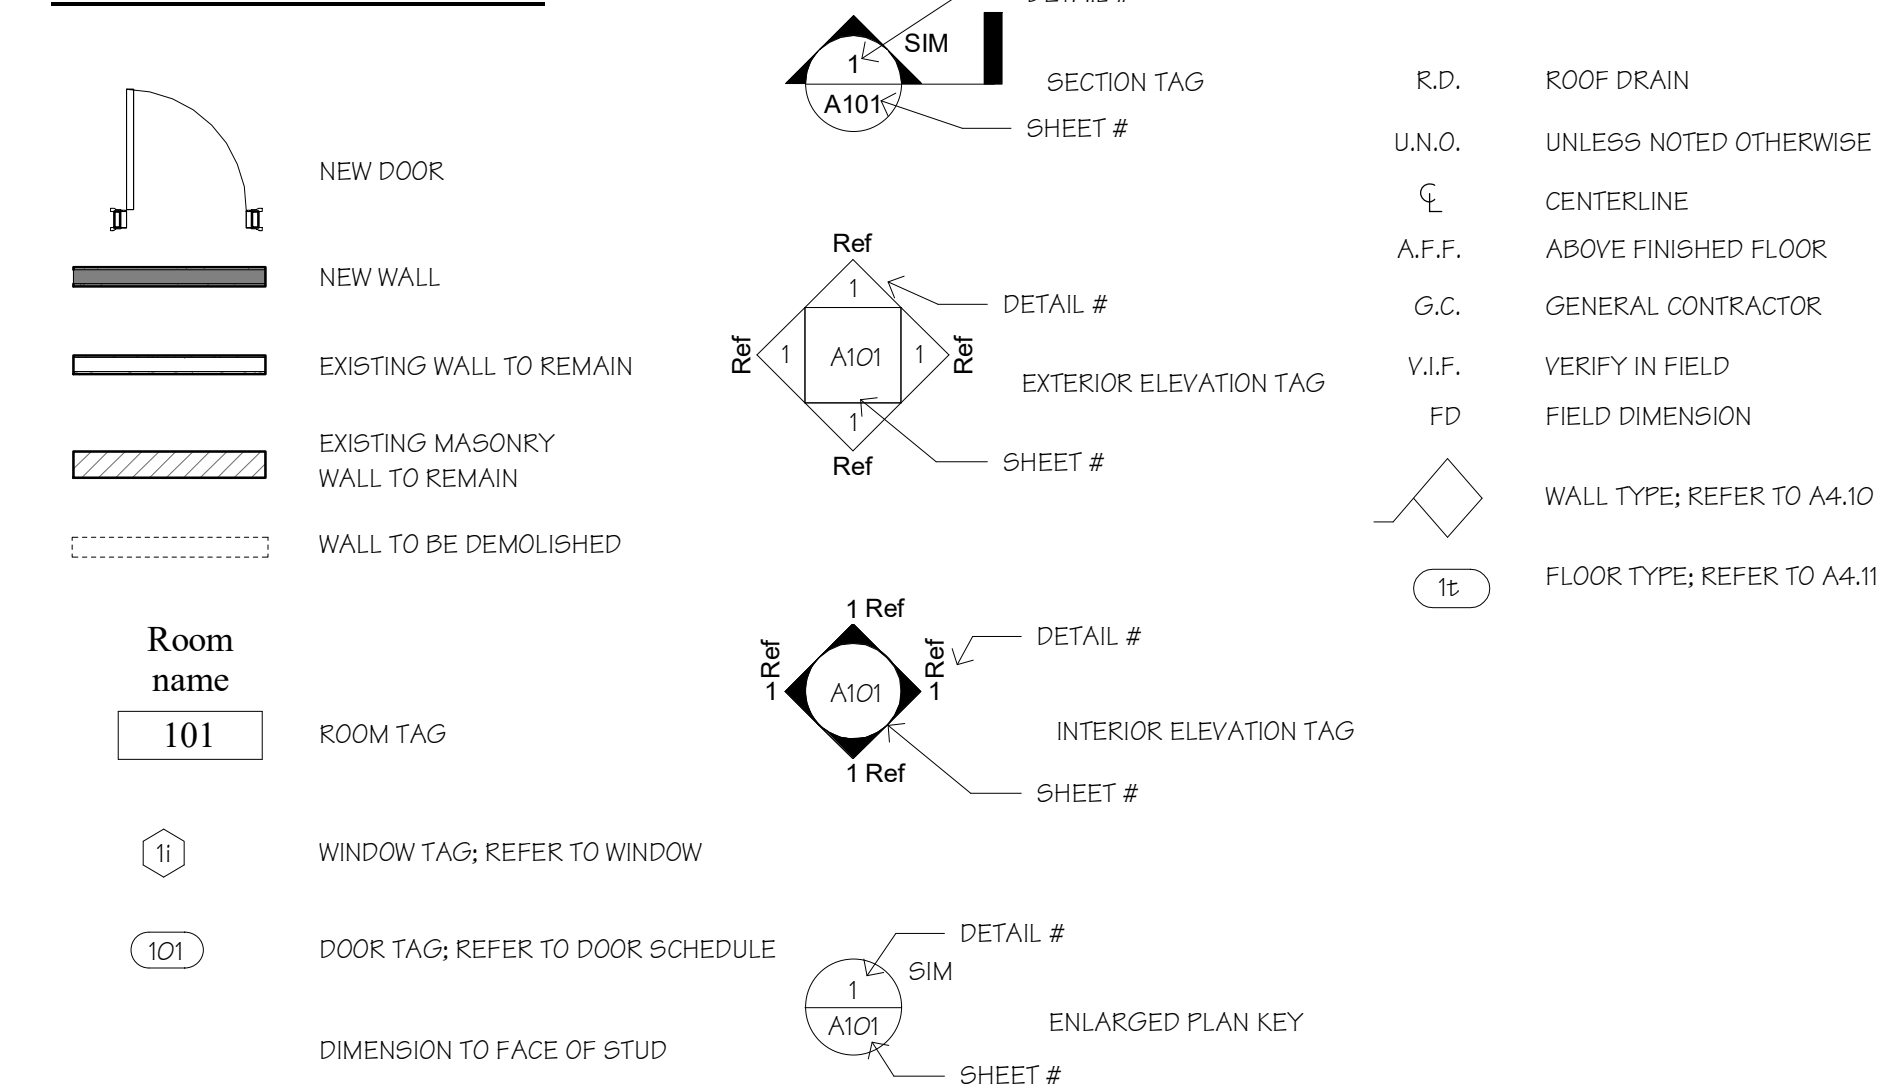 NEW DOOR
NEW WALL
EXISTING WALL TO REMAIN
EXISTING MASONRY
WALL TO REMAIN
WALL TO BE DEMOLISHED
Room
name
101
ROOM TAG
1i
WINDOW TAG; REFER TO WINDOW
101
DOOR TAG; REFER TO DOOR SCHEDULE
DIMENSION TO FACE OF STUD
SIM
1
A101
SECTION TAG
SHEET #
Ref
1
DETAIL #
Ref
1
A101
1
Ref
EXTERIOR ELEVATION TAG
1
SHEET #
Ref
1 Ref
DETAIL #
Ref
1
A101
Ref
1
INTERIOR ELEVATION TAG
1 Ref
SHEET #
DETAIL #
SIM
1
A101
ENLARGED PLAN KEY
SHEET #
R.D. ROOF DRAIN
U.N.O. UNLESS NOTED OTHERWISE
℄ CENTERLINE
A.F.F. ABOVE FINISHED FLOOR
G.C. GENERAL CONTRACTOR
V.I.F. VERIFY IN FIELD
FD FIELD DIMENSION
WALL TYPE; REFER TO A4.10
1t FLOOR TYPE; REFER TO A4.11